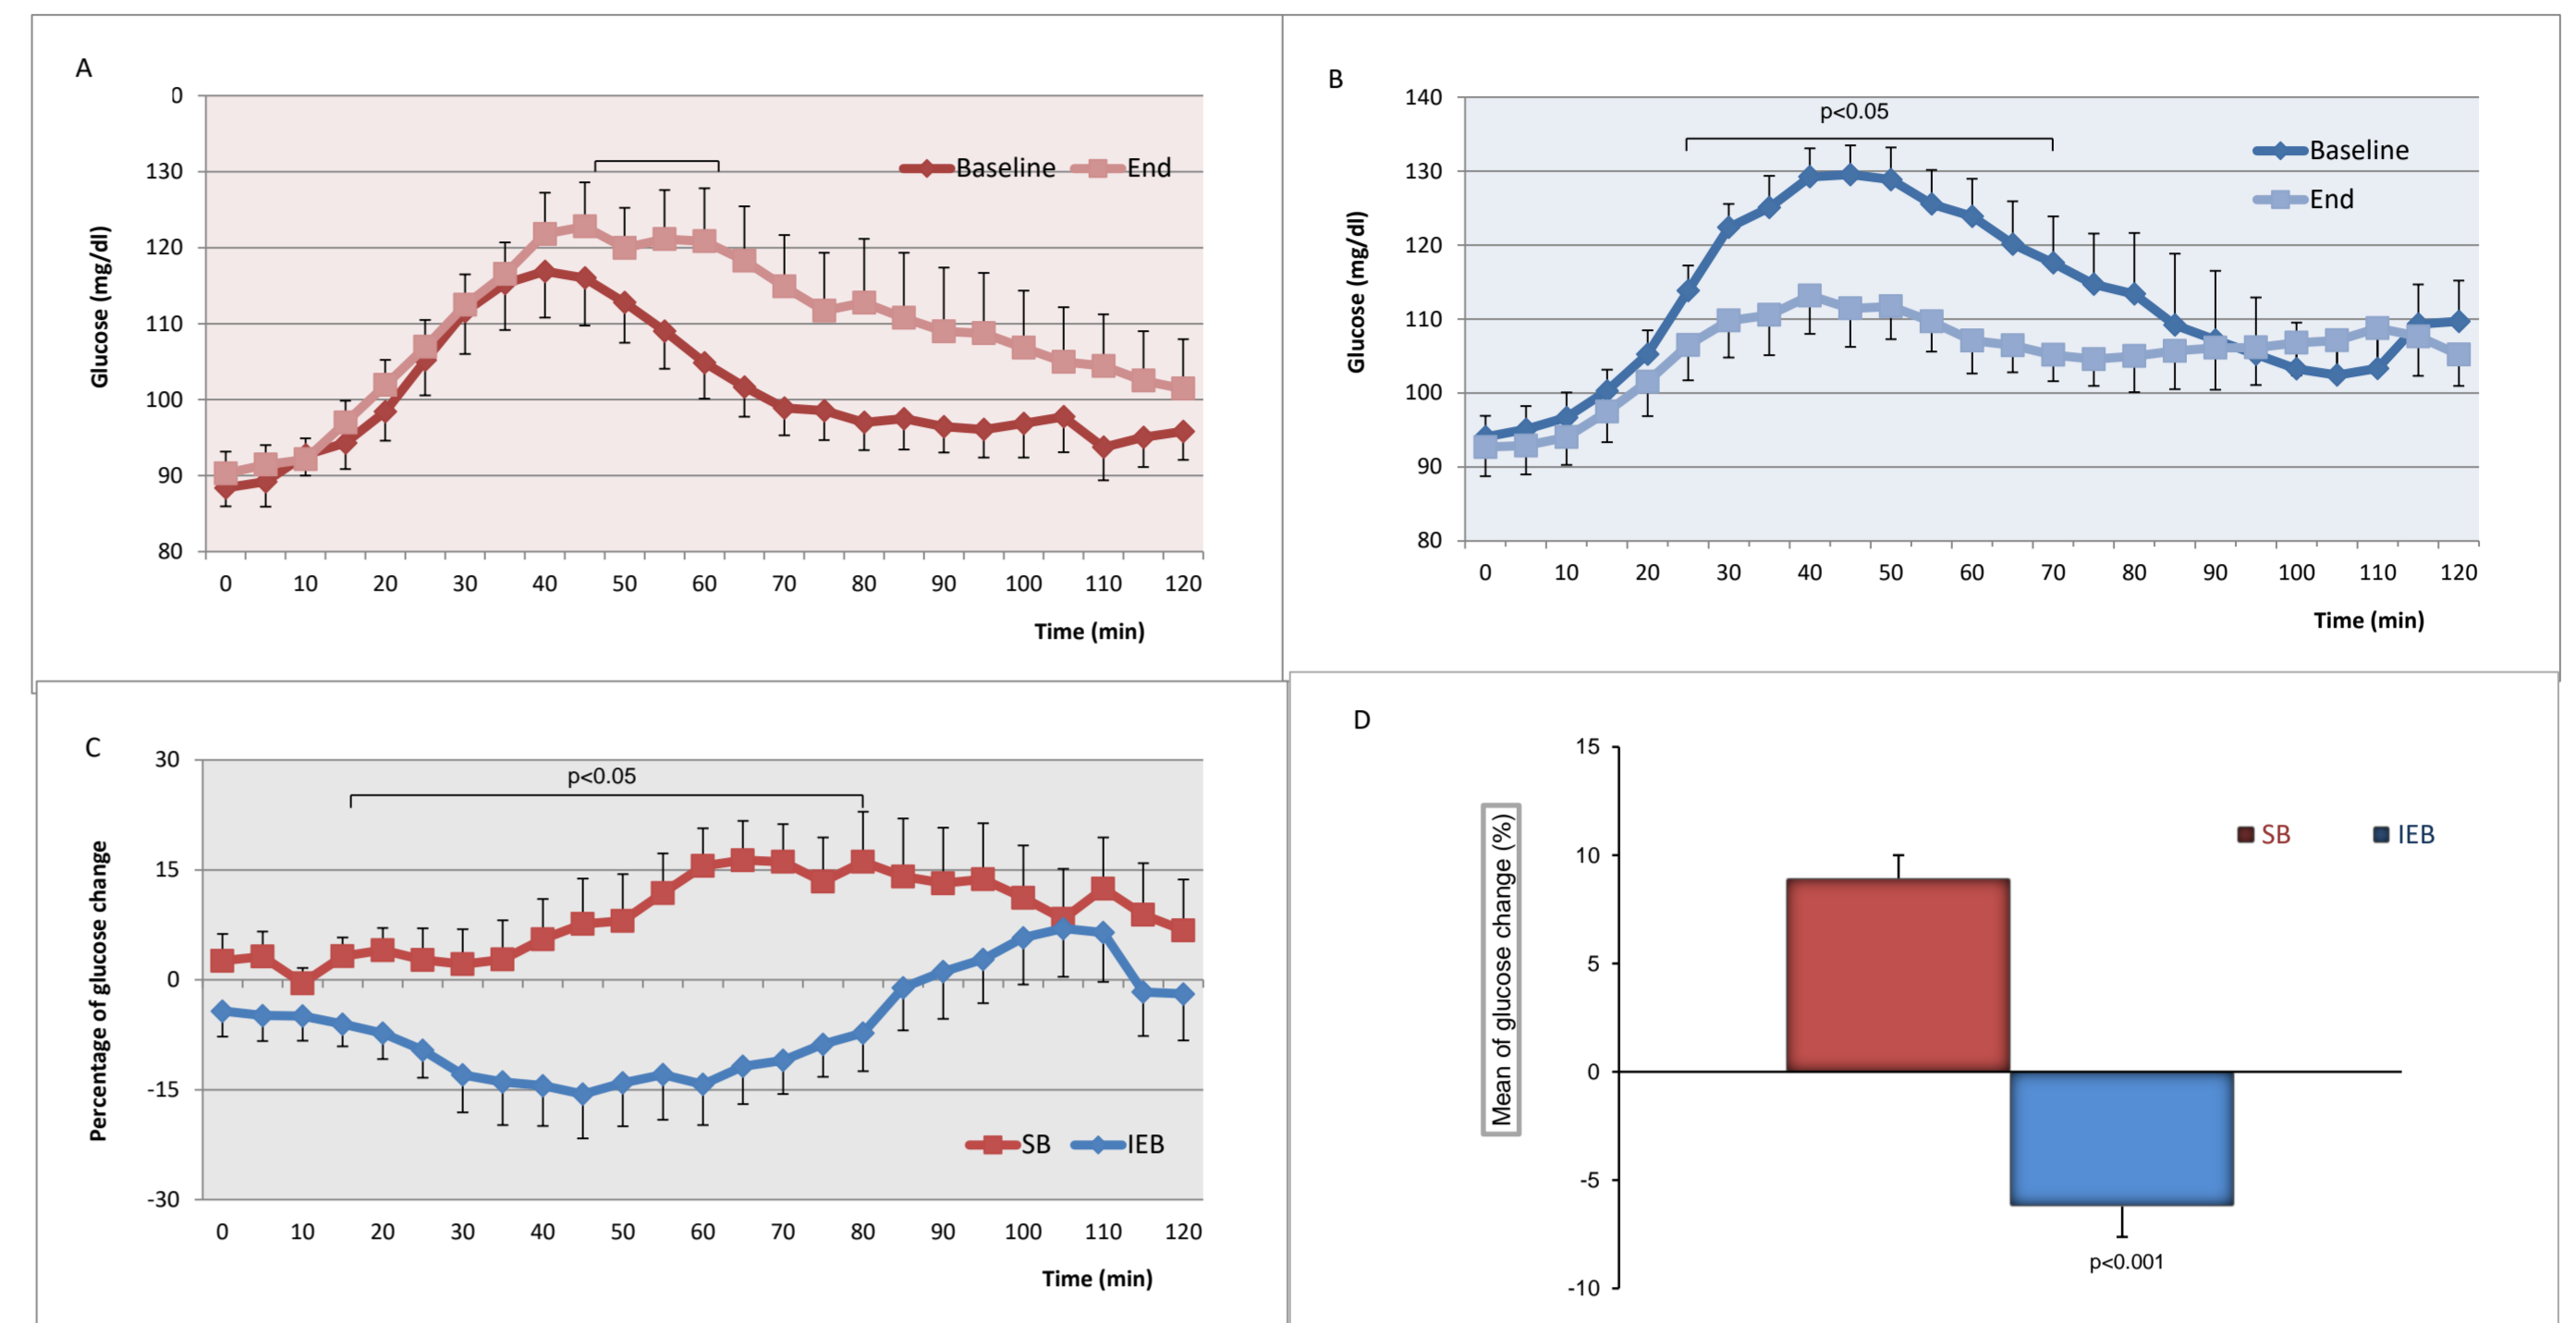 A
Glucose (mg/dl)
0
130
120
110
100
90
80
Baseline End
0 10 20 30 40 50 60 70 80 90 100 110 120
Time (min)
B
Glucose (mg/dl)
140
130
120
110
100
90
80
p<0.05
Baseline
End
0 10 20 30 40 50 60 70 80 90 100 110 120
Time (min)
C
Percentage of glucose change
30
15
0
-15
-30
p<0.05
SB IEB
0 10 20 30 40 50 60 70 80 90 100 110 120
Time (min)
D
Mean of glucose change (%)
15
10
5
0
-5
-10
SB IEB
p<0.001